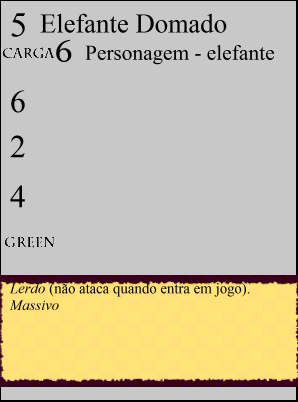 5 Elefante Domado
CARGA 6 Personagem - elefante
6
2
4
GREEN
Lerdo (não ataca quando entra em jogo).
Massivo